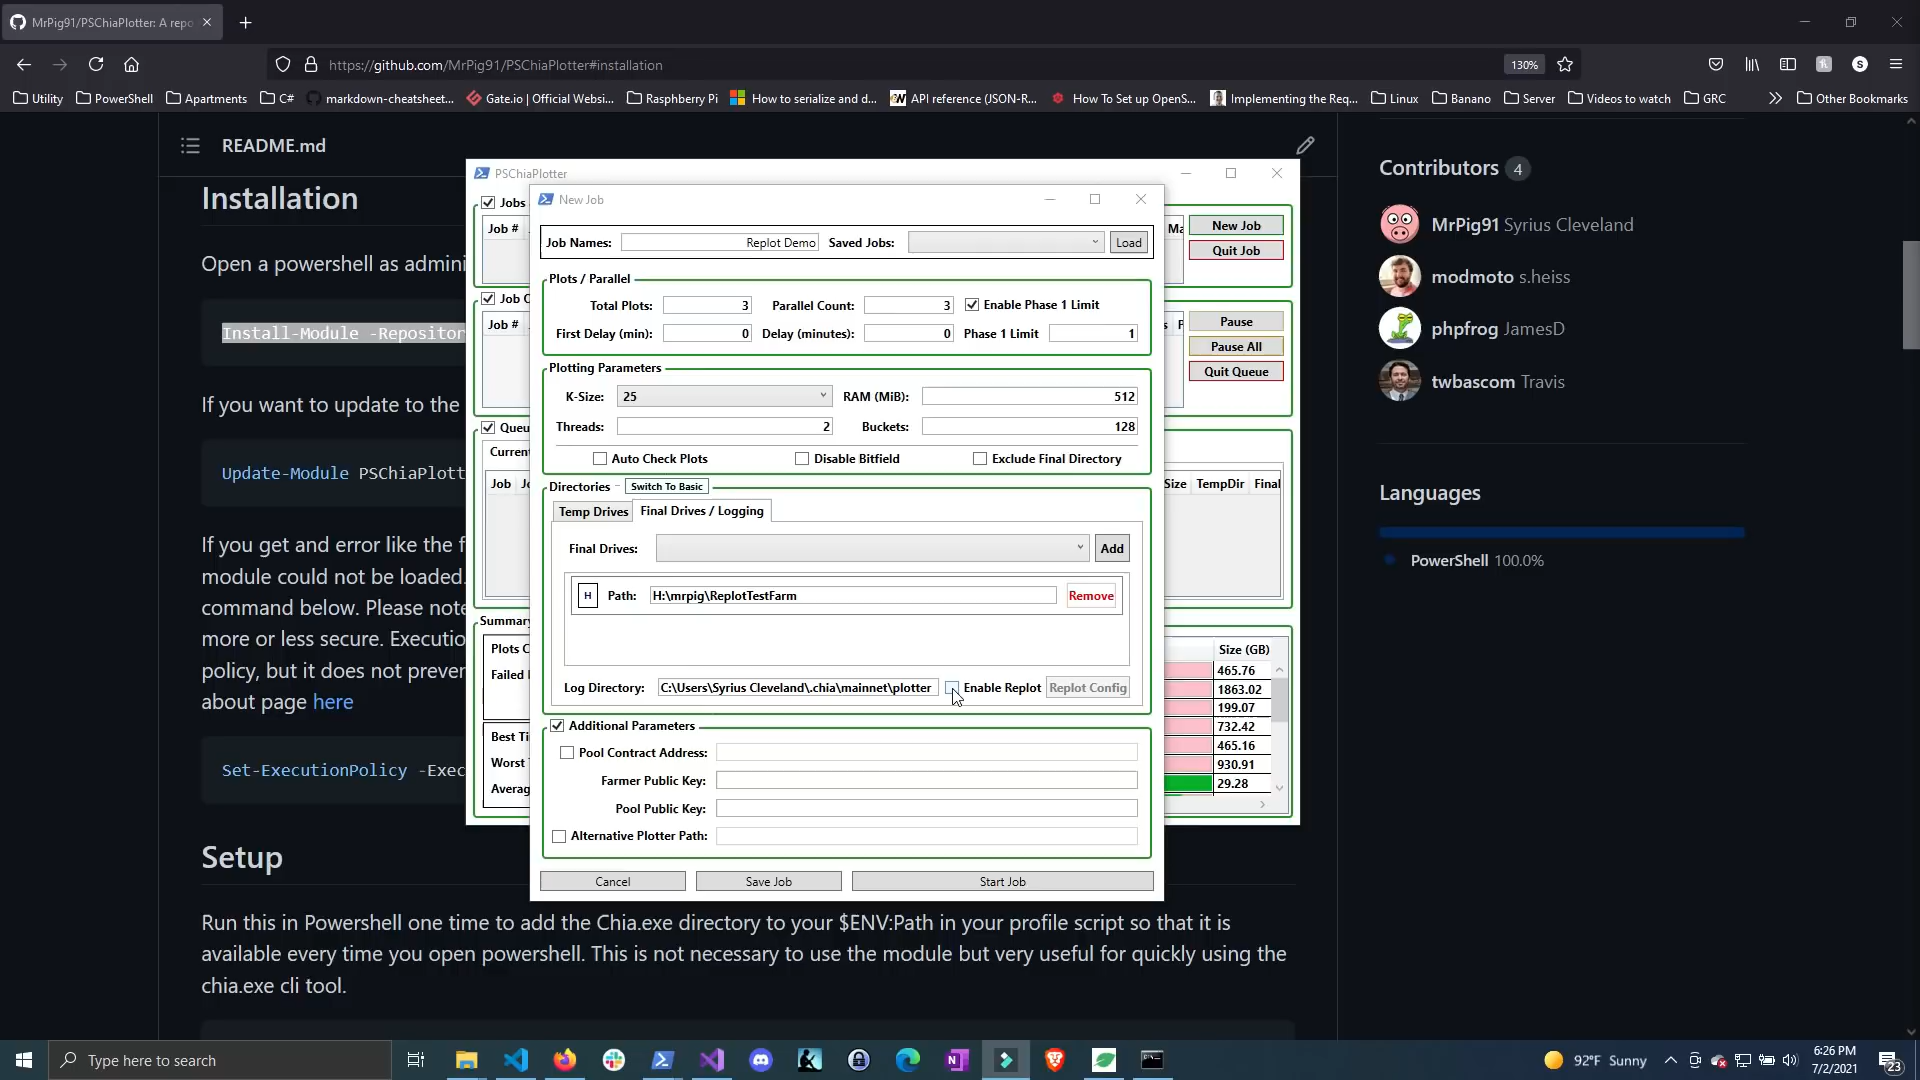 MrPig91/PSChiaPlotter: A repo
https://github.com/MrPig91/PSChiaPlotter#installation
130%
Utility
PowerShell
Apartments
C#
markdown-cheatsheet...
Gate.io | Official Websi...
Rasphberry Pi
How to serialize and d...
API reference (JSON-R...
How To Set up OpenS...
Implementing the Req...
Linux
Banano
Server
Videos to watch
GRC
Other Bookmarks
README.md
Installation
Open a powershell as admini
Install-Module -Repositor
If you want to update to the
Update-Module PSChiaPlott
If you get and error like the f
module could not be loaded.
command below. Please note
more or less secure. Executio
policy, but it does not preven
about page here
Set-ExecutionPolicy -Exec
Setup
Run this in Powershell one time to add the Chia.exe directory to your $ENV:Path in your profile script so that it is
available every time you open powershell. This is not necessary to use the module but very useful for quickly using the
chia.exe cli tool.
Contributors 4
MrPig91 Syrius Cleveland
modmoto s.heiss
phpfrog JamesD
twbascom Travis
Languages
PowerShell 100.0%
PSChiaPlotter
Jobs
Job #
Ma
New Job
Quit Job
Job Q
Job #
Pause
Pause All
Quit Queue
Queu
Curren
Job
Size TempDir Final
Summary
Plots C
Failed
Best Ti
Worst
Averag
Size (GB)
465.76
1863.02
199.07
732.42
465.16
930.91
29.28
New Job
Job Names: Replot Demo Saved Jobs: Load
Plots / Parallel
Total Plots: 3 Parallel Count: 3 Enable Phase 1 Limit
First Delay (min): 0 Delay (minutes): 0 Phase 1 Limit 1
Plotting Parameters
K-Size: 25 RAM (MiB): 512
Threads: 2 Buckets: 128
Auto Check Plots Disable Bitfield Exclude Final Directory
Directories Switch To Basic
Temp Drives Final Drives / Logging
Final Drives: Add
H Path: H:\mrpig\ReplotTestFarm Remove
Log Directory: C:\Users\Syrius Cleveland\.chia\mainnet\plotter Enable Replot Replot Config
Additional Parameters
Pool Contract Address:
Farmer Public Key:
Pool Public Key:
Alternative Plotter Path:
Cancel Save Job Start Job
Type here to search
92°F Sunny
6:26 PM
7/2/2021
23